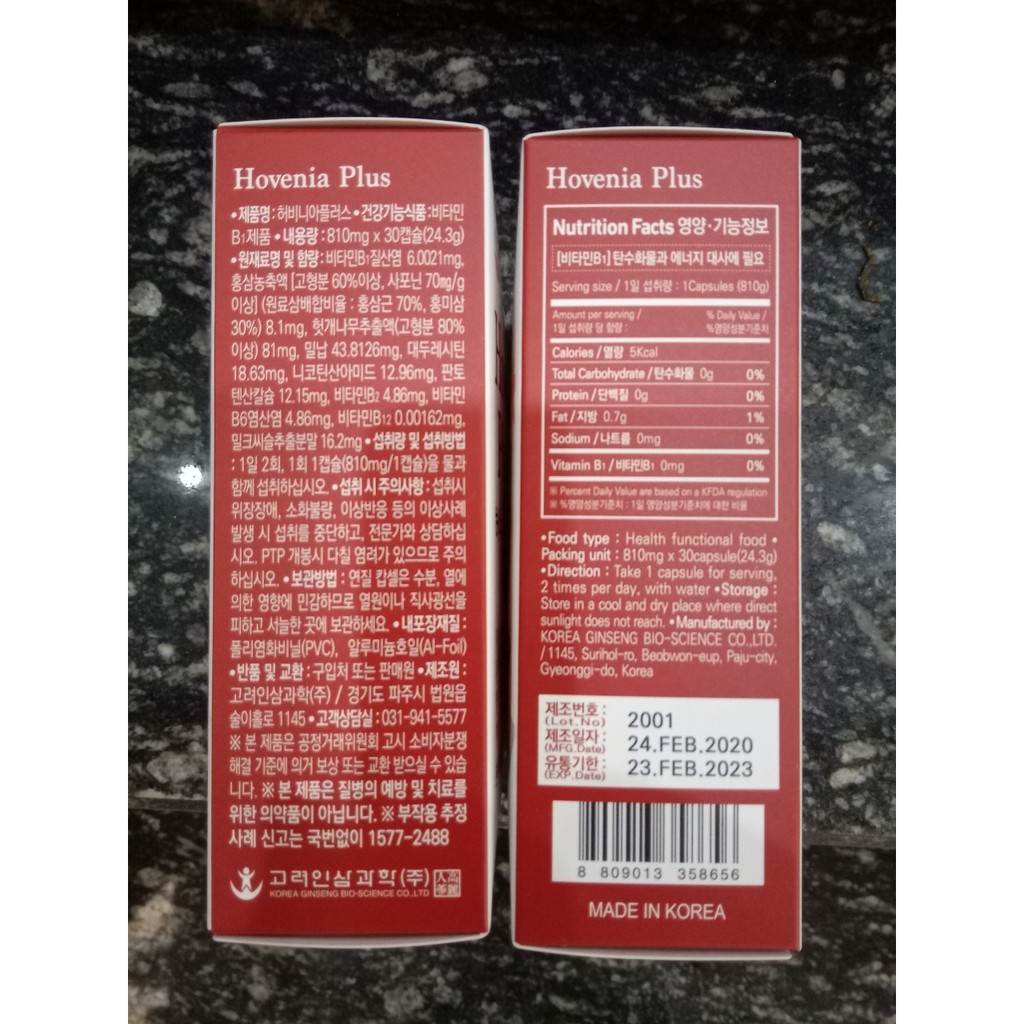 Hovenia Plus
•제품명 : 허비니아플러스 •건강기능식품 : 비타민
B1제품 •내용량 : 810mg x 30캡슐(24.3g)
•원재료명 및 함량 : 비타민B1질산염 6.0021mg,
홍삼농축액 [고형분 60%이상, 사포닌 70mg/g
이상] (원료삼배합비율 : 홍삼근 70%, 홍미삼
30%) 8.1mg, 헛개나무추출액(고형분 80%
이상) 81mg, 밀납 43.8126mg, 대두레시틴
18.63mg, 니코틴산아미드 12.96mg, 판토
텐산칼슘 12.15mg, 비타민B2 4.86mg, 비타민
B6염산염 4.86mg, 비타민B12 0.00162mg,
밀크씨슬추출분말 16.2mg •섭취량 및 섭취방법
: 1일 2회, 1회 1캡슐(810mg/1캡슐)을 물과
함께 섭취하십시오. •섭취 시 주의사항 : 섭취시
위장장애, 소화불량, 이상반응 등의 이상사례
발생 시 섭취를 중단하고, 전문가와 상담하십
시오. PTP 개봉시 다칠 염려가 있으므로 주의
하십시오. •보관방법 : 연질 캅셀은 수분, 열에
의한 영향에 민감하므로 열원이나 직사광선을
피하고 서늘한 곳에 보관하세요. •내포장재질 :
폴리염화비닐(PVC), 알루미늄호일(Al-Foil)
•반품 및 교환 : 구입처 또는 판매원 •제조원 :
고려인삼과학(주) / 경기도 파주시 법원읍
술이홀로 1145 •고객상담실 : 031-941-5577
※ 본 제품은 공정거래위원회 고시 소비자분쟁
해결 기준에 의거 보상 또는 교환 받으실 수 있습
니다. ※ 본 제품은 질병의 예방 및 치료를
위한 의약품이 아닙니다. ※ 부작용 추정
사례 신고는 국번없이 1577-2488
고려인삼과학(주)
KOREA GINSENG BIO-SCIENCE CO.,LTD
Hovenia Plus
Nutrition Facts 영양·기능정보
[비타민B1] 탄수화물과 에너지 대사에 필요
Serving size / 1일 섭취량 : 1Capsules (810g)
Amount per serving / % Daily Value /
1일 섭취량 당 함량 : %영양성분기준치
Calories / 열량 5Kcal
Total Carbohydrate / 탄수화물 0g 0%
Protein / 단백질 0g 0%
Fat / 지방 0.7g 1%
Sodium / 나트륨 0mg 0%
Vitamin B1 / 비타민B1 0mg 0%
※ Percent Daily Value are based on a KFDA regulation
※ %영양성분기준치 : 1일 영양성분기준치에 대한 비율
•Food type : Health functional food •
Packing unit : 810mg x 30capsule(24.3g)
•Direction : Take 1 capsule for serving,
2 times per day, with water •Storage :
Store in a cool and dry place where direct
sunlight does not reach. •Manufactured by :
KOREA GINSENG BIO-SCIENCE CO.,LTD.
/ 1145, Surihol-ro, Beobwon-eup, Paju-city,
Gyeonggi-do, Korea
제조번호 :
(Lot.No) 2001
제조일자 :
(MFG.Date) 24.FEB.2020
유통기한 :
(EXP.Date) 23.FEB.2023
8 809013 358656
MADE IN KOREA